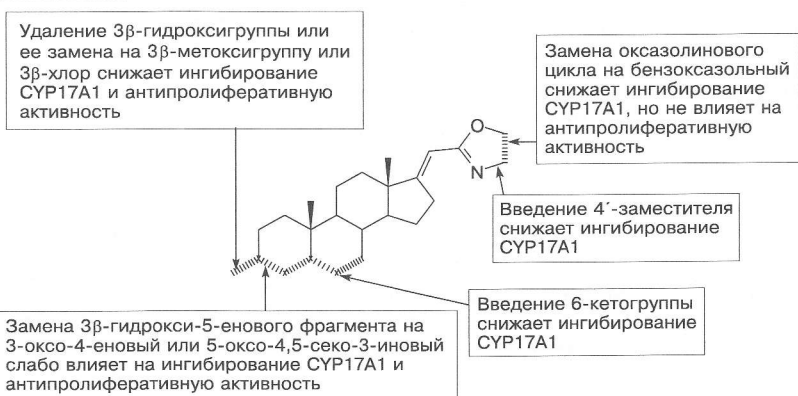 Удаление 3β-гидроксигруппы или
ее замена на 3β-метоксигруппу или
3β-хлор снижает ингибирование
CYP17A1 и антипролиферативную
активность
Замена оксазолинового
цикла на бензоксазольный
снижает ингибирование
CYP17A1, но не влияет на
антипролиферативную
активность
O
N
Введение 4´-заместителя
снижает ингибирование
CYP17A1
Введение 6-кетогруппы
снижает ингибирование
CYP17A1
Замена 3β-гидрокси-5-енового фрагмента на
3-оксо-4-еновый или 5-оксо-4,5-секо-3-иновый
слабо влияет на ингибирование CYP17A1 и
антипролиферативную активность